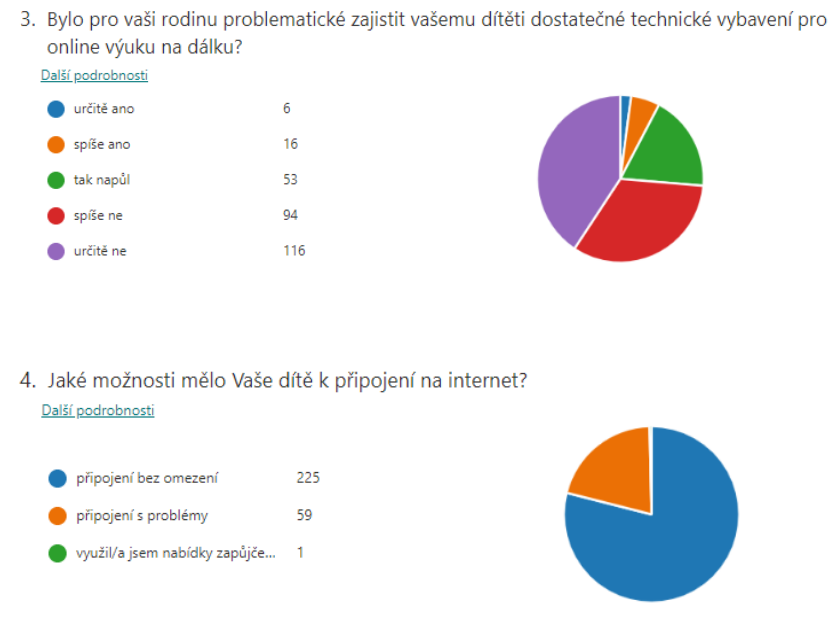 3. Bylo pro vaši rodinu problematické zajistit vašemu dítěti dostatečné technické vybavení pro
online výuku na dálku?
Další podrobnosti
určitě ano 6
spíše ano 16
tak napůl 53
spíše ne 94
určitě ne 116
4. Jaké možnosti mělo Vaše dítě k připojení na internet?
Další podrobnosti
připojení bez omezení 225
připojení s problémy 59
využil/a jsem nabídky zapůjče... 1